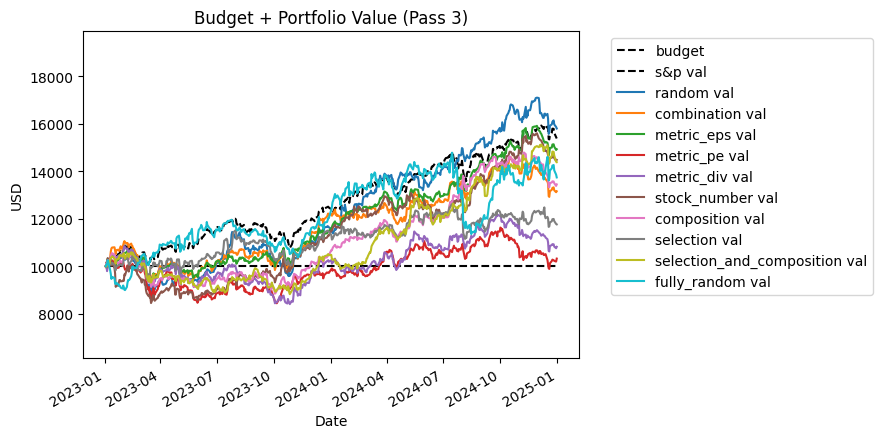 Budget + Portfolio Value (Pass 3)
18000
16000
14000
12000
10000
8000
USD
2023-01
2023-04
2023-07
2023-10
2024-01
2024-04
2024-07
2024-10
2025-01
Date
budget
s&p val
random val
combination val
metric_eps val
metric_pe val
metric_div val
stock_number val
composition val
selection val
selection_and_composition val
fully_random val